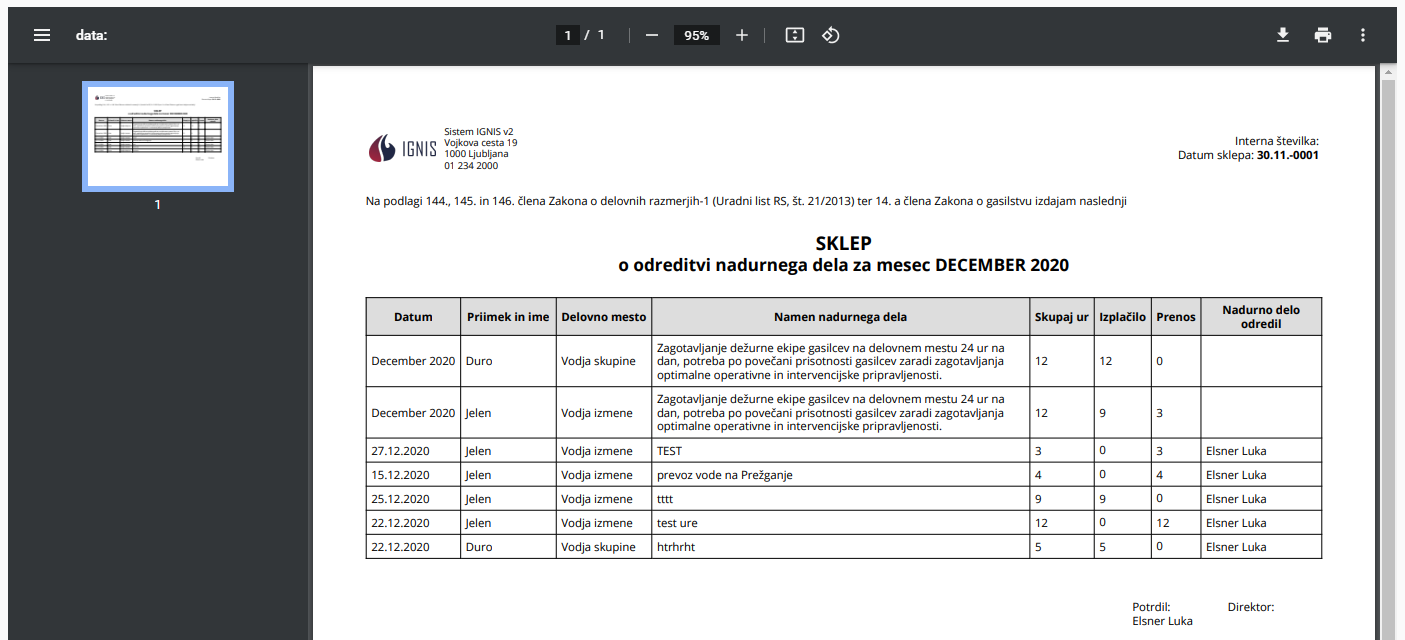 data:
1 / 1
95%
1
IGNIS
Sistem IGNIS v2
Vojkova cesta 19
1000 Ljubljana
01 234 2000
Interna številka:
Datum sklepa: 30.11.-0001
Na podlagi 144., 145. in 146. člena Zakona o delovnih razmerjih-1 (Uradni list RS, št. 21/2013) ter 14. a člena Zakona o gasilstvu izdajam naslednji
SKLEP
o odreditvi nadurnega dela za mesec DECEMBER 2020
Datum Priimek in ime Delovno mesto Namen nadurnega dela Skupaj ur Izplačilo Prenos Nadurno delo odredil
December 2020 Duro Vodja skupine Zagotavljanje dežurne ekipe gasilcev na delovnem mestu 24 ur na
dan, potreba po povečani prisotnosti gasilcev zaradi zagotavljanja
optimalne operativne in intervencijske pripravljenosti. 12 12 0
December 2020 Jelen Vodja izmene Zagotavljanje dežurne ekipe gasilcev na delovnem mestu 24 ur na
dan, potreba po povečani prisotnosti gasilcev zaradi zagotavljanja
optimalne operativne in intervencijske pripravljenosti. 12 9 3
27.12.2020 Jelen Vodja izmene TEST 3 0 3 Elsner Luka
15.12.2020 Jelen Vodja izmene prevoz vode na Prežganje 4 0 4 Elsner Luka
25.12.2020 Jelen Vodja izmene tttt 9 9 0 Elsner Luka
22.12.2020 Jelen Vodja izmene test ure 12 0 12 Elsner Luka
22.12.2020 Duro Vodja skupine htrhrht 5 5 0 Elsner Luka
Potrdil: Direktor:
Elsner Luka